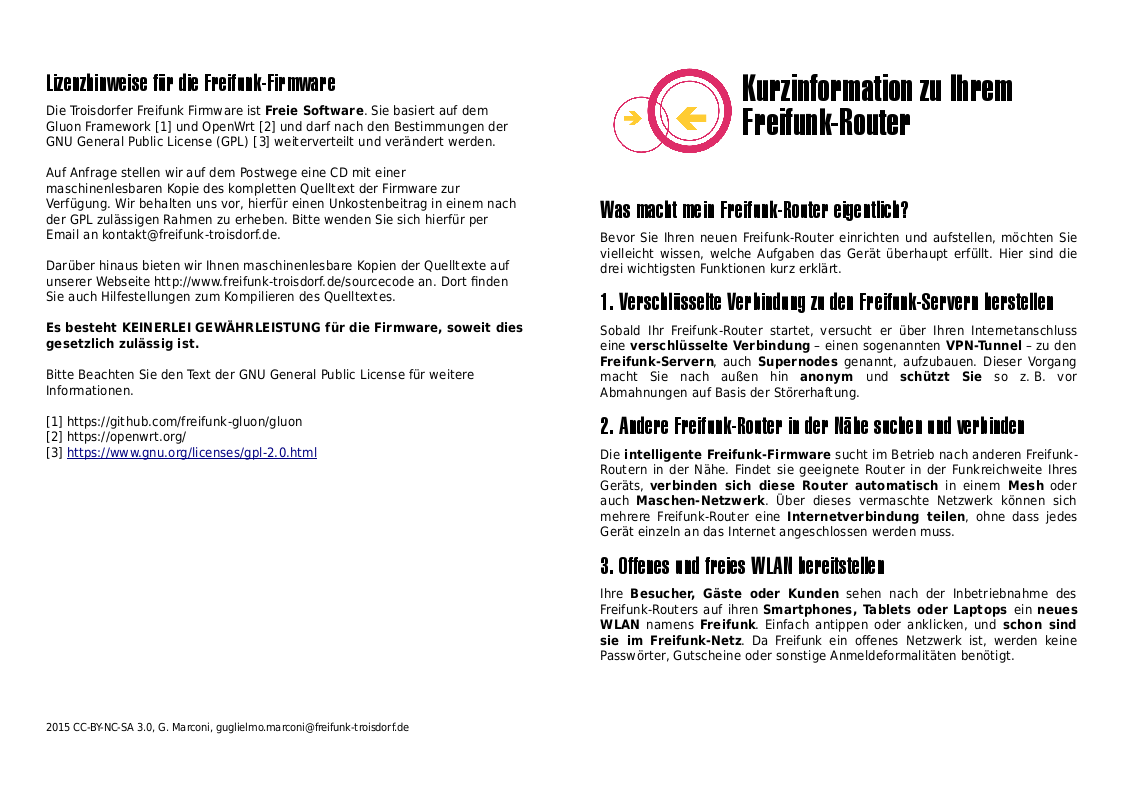 Lizenzhinweise für die Freifunk-Firmware
Die Troisdorfer Freifunk Firmware ist Freie Software. Sie basiert auf dem
Gluon Framework [1] und OpenWrt [2] und darf nach den Bestimmungen der
GNU General Public License (GPL) [3] weiterverteilt und verändert werden.
Auf Anfrage stellen wir auf dem Postwege eine CD mit einer
maschinenlesbaren Kopie des kompletten Quelltext der Firmware zur
Verfügung. Wir behalten uns vor, hierfür einen Unkostenbeitrag in einem nach
der GPL zulässigen Rahmen zu erheben. Bitte wenden Sie sich hierfür per
Email an kontakt@freifunk-troisdorf.de.
Darüber hinaus bieten wir Ihnen maschinenlesbare Kopien der Quelltexte auf
unserer Webseite http://www.freifunk-troisdorf.de/sourcecode an. Dort finden
Sie auch Hilfestellungen zum Kompilieren des Quelltextes.
Es besteht KEINERLEI GEWÄHRLEISTUNG für die Firmware, soweit dies
gesetzlich zulässig ist.
Bitte Beachten Sie den Text der GNU General Public License für weitere
Informationen.
[1] https://github.com/freifunk-gluon/gluon
[2] https://openwrt.org/
[3] https://www.gnu.org/licenses/gpl-2.0.html
2015 CC-BY-NC-SA 3.0, G. Marconi, guglielmo.marconi@freifunk-troisdorf.de
Kurzinformation zu Ihrem
Freifunk-Router
Was macht mein Freifunk-Router eigentlich?
Bevor Sie Ihren neuen Freifunk-Router einrichten und aufstellen, möchten Sie
vielleicht wissen, welche Aufgaben das Gerät überhaupt erfüllt. Hier sind die
drei wichtigsten Funktionen kurz erklärt.
1. Verschlüsselte Verbindung zu den Freifunk-Servern herstellen
Sobald Ihr Freifunk-Router startet, versucht er über Ihren Internetanschluss
eine verschlüsselte Verbindung – einen sogenannten VPN-Tunnel – zu den
Freifunk-Servern, auch Supernodes genannt, aufzubauen. Dieser Vorgang
macht Sie nach außen hin anonym und schützt Sie so z. B. vor
Abmahnungen auf Basis der Störerhaftung.
2. Andere Freifunk-Router in der Nähe suchen und verbinden
Die intelligente Freifunk-Firmware sucht im Betrieb nach anderen Freifunk-
Routern in der Nähe. Findet sie geeignete Router in der Funkreichweite Ihres
Geräts, verbinden sich diese Router automatisch in einem Mesh oder
auch Maschen-Netzwerk. Über dieses vermaschte Netzwerk können sich
mehrere Freifunk-Router eine Internetverbindung teilen, ohne dass jedes
Gerät einzeln an das Internet angeschlossen werden muss.
3. Offenes und freies WLAN bereitstellen
Ihre Besucher, Gäste oder Kunden sehen nach der Inbetriebnahme des
Freifunk-Routers auf ihren Smartphones, Tablets oder Laptops ein neues
WLAN namens Freifunk. Einfach antippen oder anklicken, und schon sind
sie im Freifunk-Netz. Da Freifunk ein offenes Netzwerk ist, werden keine
Passwörter, Gutscheine oder sonstige Anmeldeformalitäten benötigt.